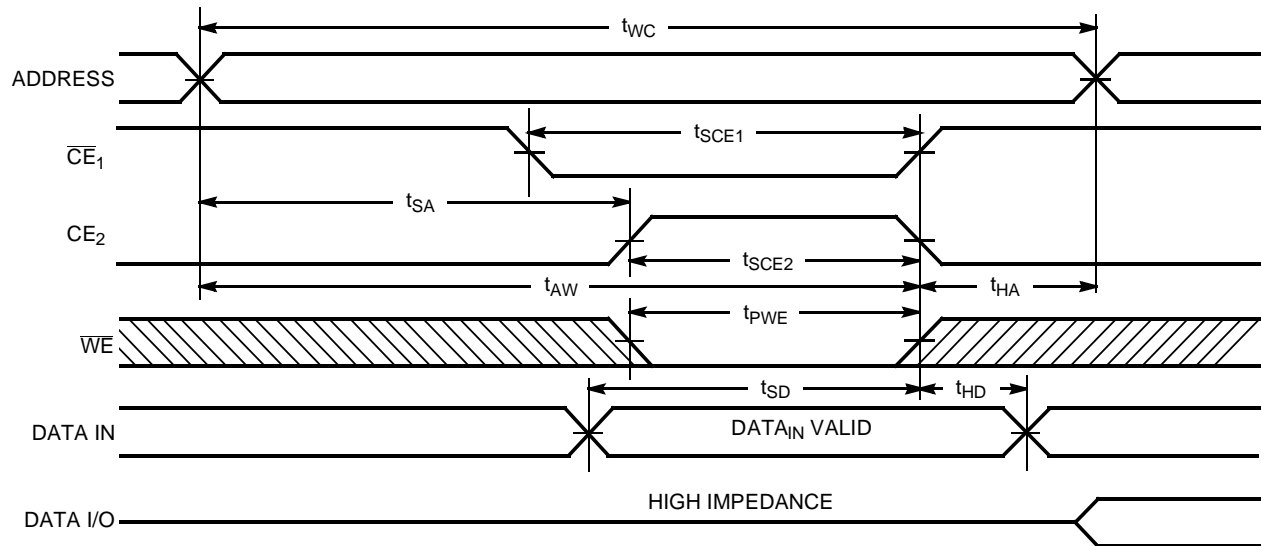 tWC
ADDRESS
tSCE1
CE1
tSA
CE2
tSCE2
tAW
tHA
tPWE
WE
tSD
tHD
DATA IN
DATAIN VALID
HIGH IMPEDANCE
DATA I/O